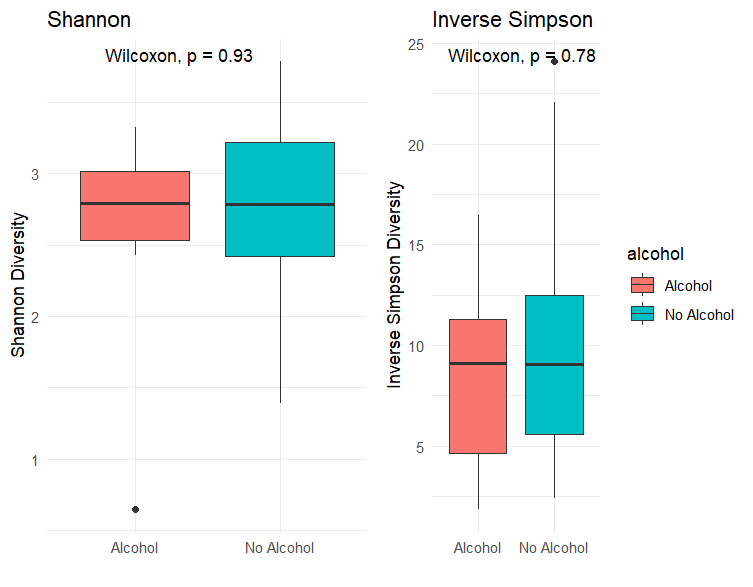 Shannon
Wilcoxon, p = 0.93
Shannon Diversity
3
2
1
Alcohol
No Alcohol
Inverse Simpson
Wilcoxon, p = 0.78
Inverse Simpson Diversity
25
20
15
10
5
Alcohol
No Alcohol
alcohol
Alcohol
No Alcohol